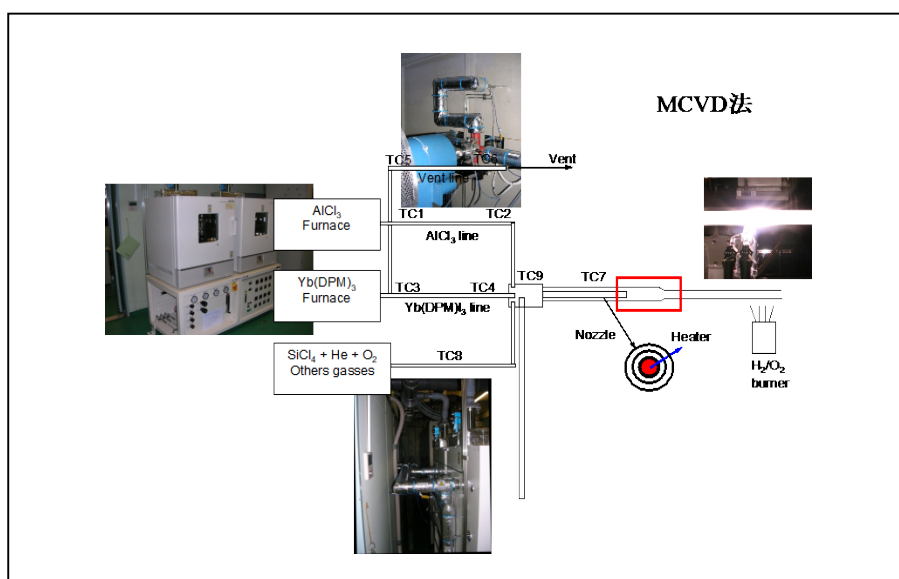 MCVD法
TC5
TC6
Vent
Vent line
AlCl₃
Furnace
TC1
TC2
AlCl₃ line
TC9
TC7
Yb(DPM)₃
Furnace
TC3
TC4
Yb(DPM)l₃ line
Nozzle
Heater
SiCl₄ + He + O₂
Others gasses
TC8
H₂/O₂
burner